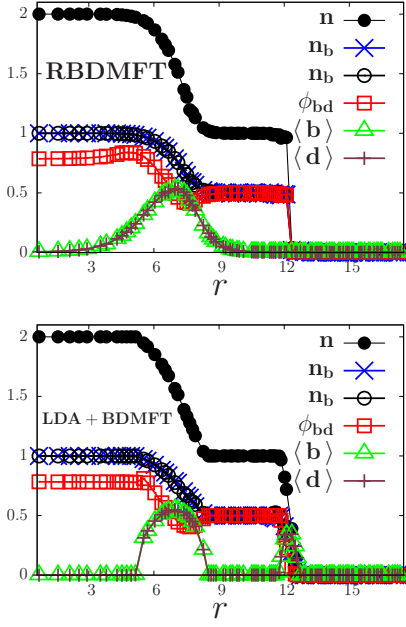 2
1.5
1
0.5
0
RBDMFT
n
n_b
n_b
ϕ_bd
⟨b⟩
⟨d⟩
3 6 9 12 15
r
2
1.5
1
0.5
0
LDA + BDMFT
n
n_b
n_b
ϕ_bd
⟨b⟩
⟨d⟩
3 6 9 12 15
r